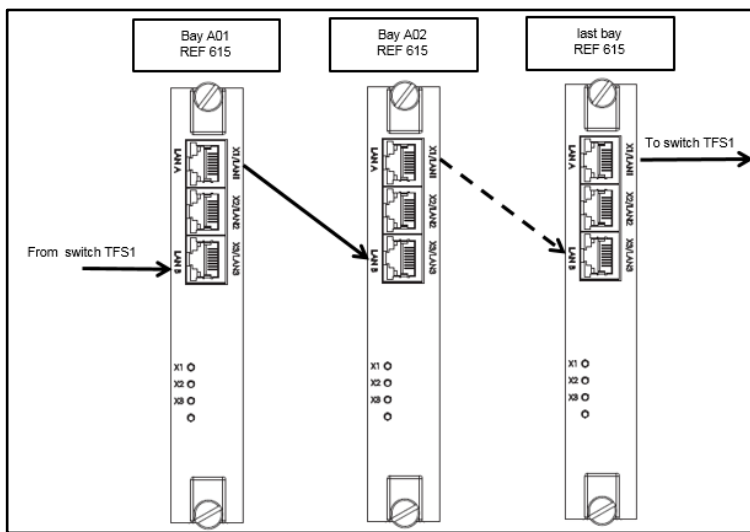 Bay A01
REF 615
Bay A02
REF 615
last bay
REF 615
LAN A
X1/LAN1
X2/LAN2
LAN B
X3/LAN3
X1
X2
X3
LAN A
X1/LAN1
X2/LAN2
LAN B
X3/LAN3
X1
X2
X3
LAN A
X1/LAN1
X2/LAN2
LAN B
X3/LAN3
X1
X2
X3
From switch TFS1
To switch TFS1